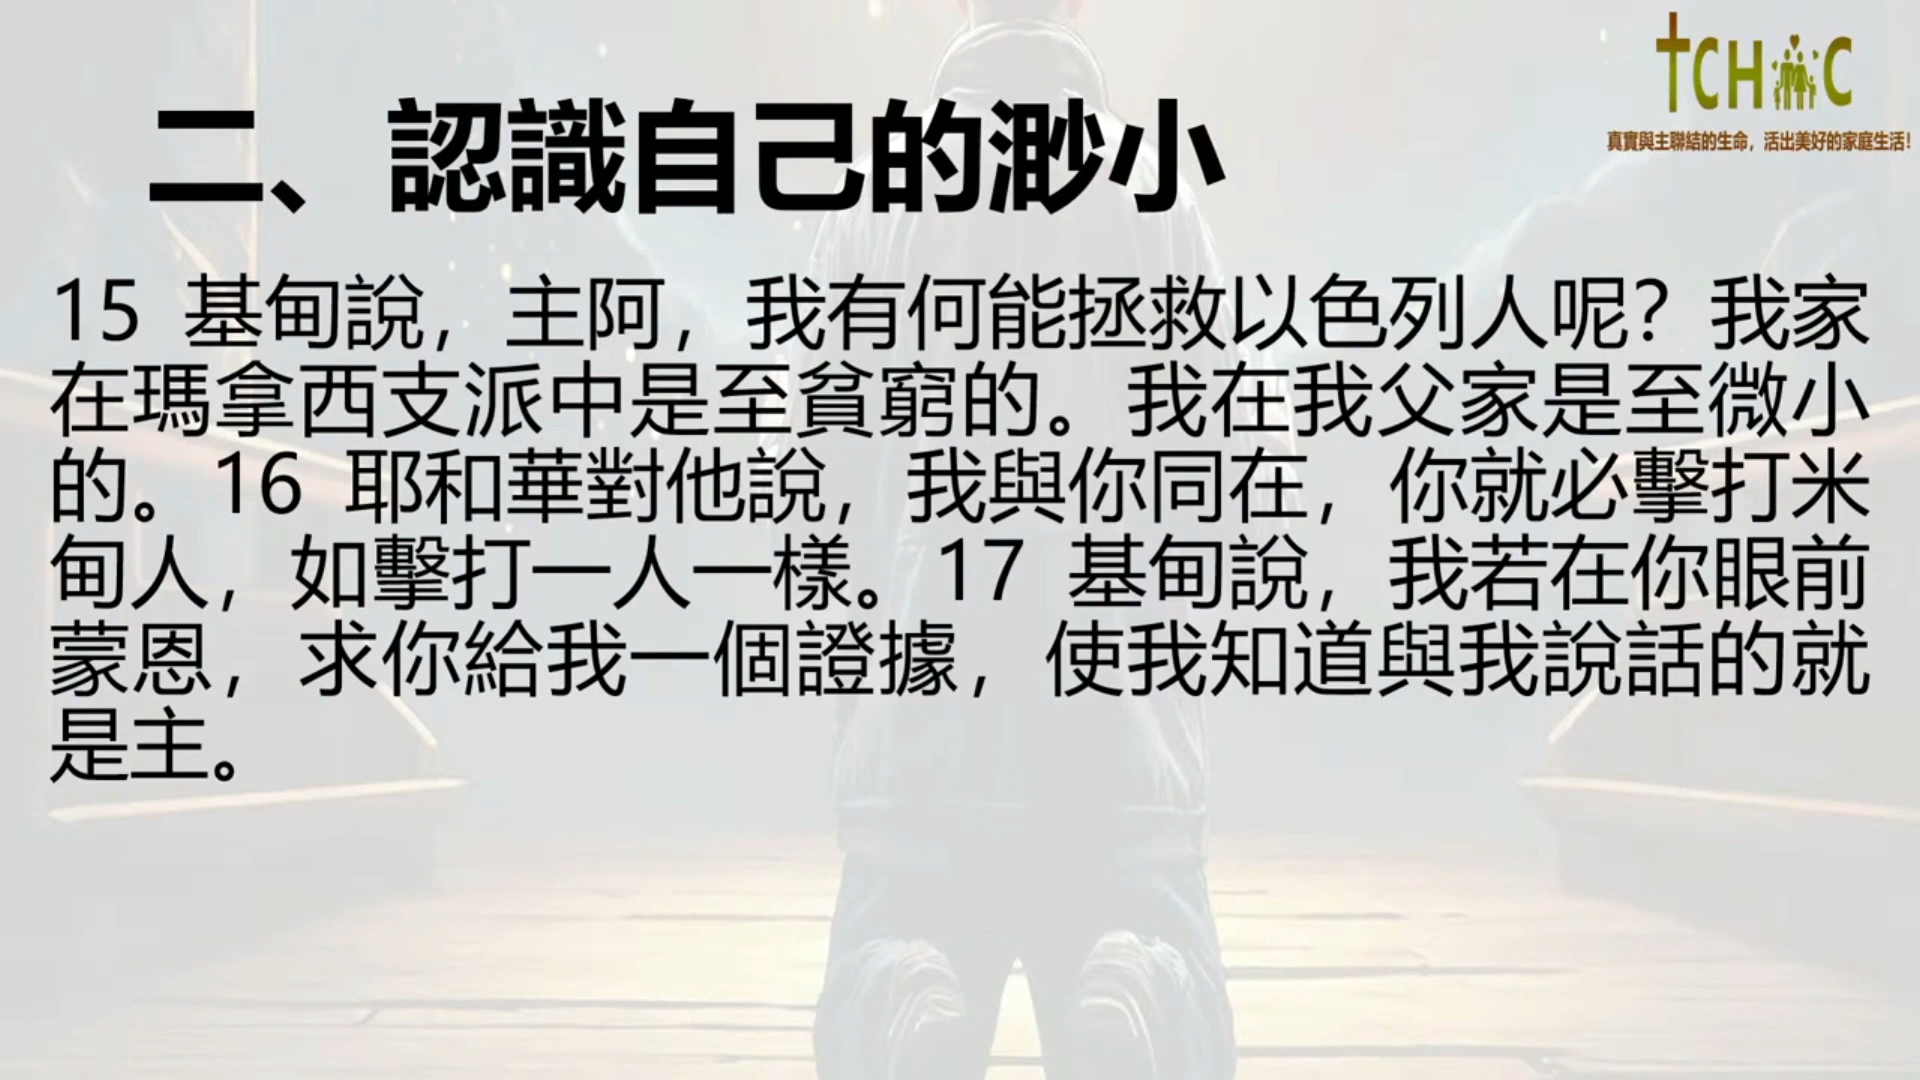 TCHC
真實與主聯結的生命，活出美好的家庭生活！
二、認識自己的渺小
15 基甸說，主阿，我有何能拯救以色列人呢？我家
在瑪拿西支派中是至貧窮的。我在我父家是至微小
的。16 耶和華對他說，我與你同在，你就必擊打米
甸人，如擊打一人一樣。17 基甸說，我若在你眼前
蒙恩，求你給我一個證據，使我知道與我說話的就
是主。